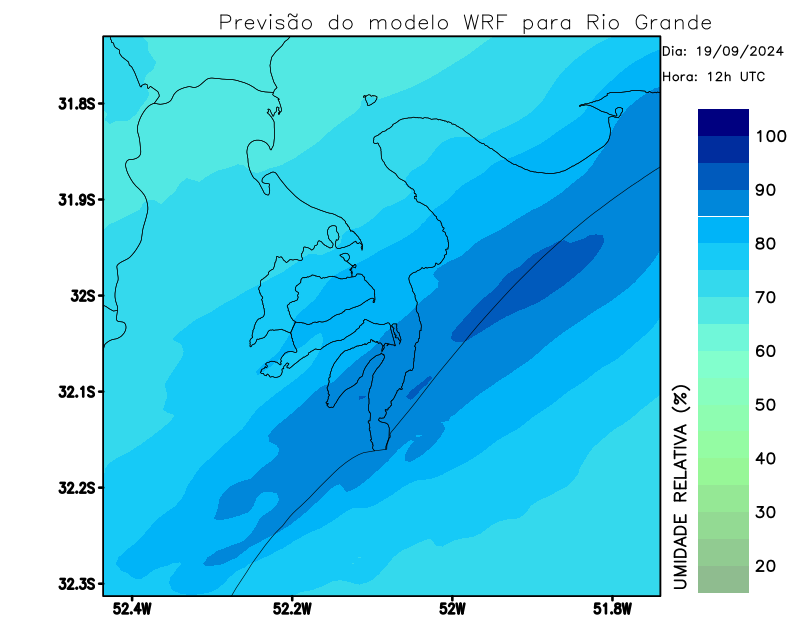 Previsão do modelo WRF para Rio Grande
Dia: 19/09/2024
Hora: 12h UTC
31.8S
31.9S
32S
32.1S
32.2S
32.3S
52.4W
52.2W
52W
51.8W
100
90
80
70
60
50
40
30
20
UMIDADE RELATIVA (%)